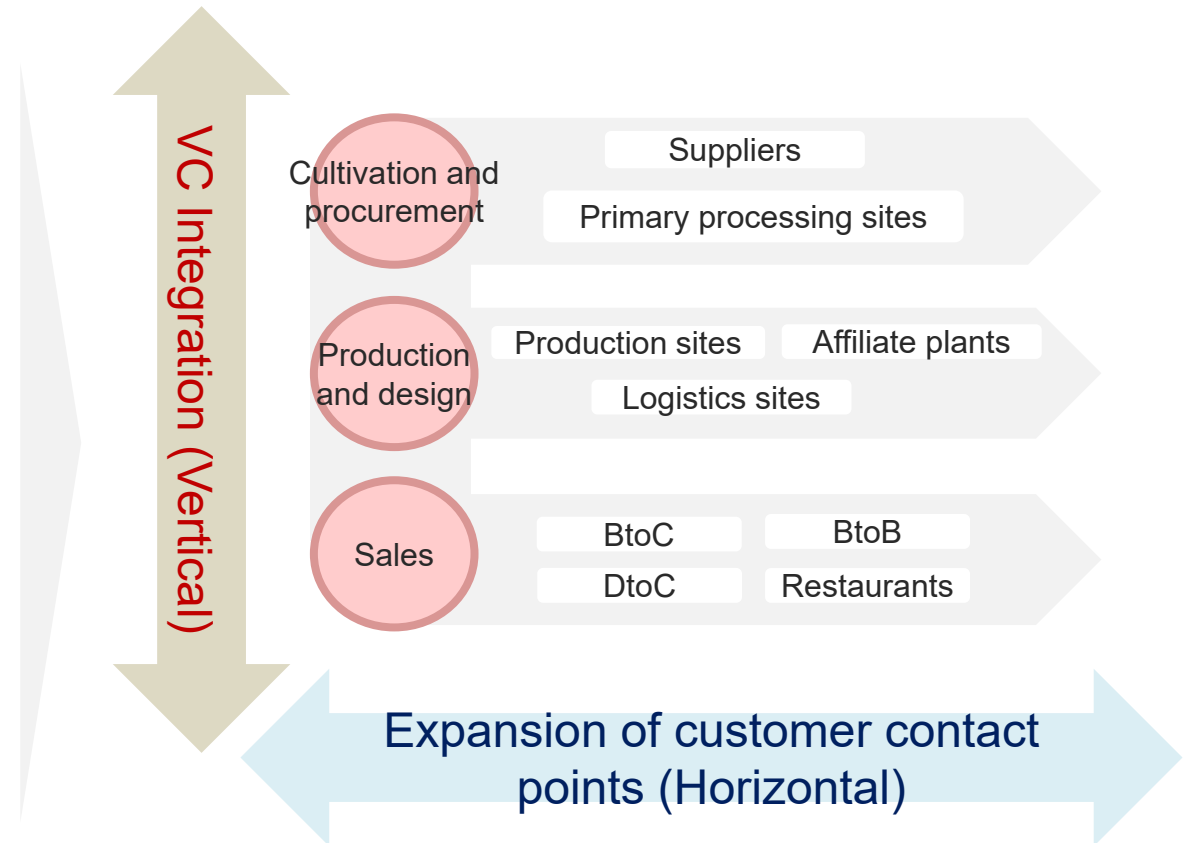 VC Integration (Vertical)
Cultivation and
procurement
Suppliers
Primary processing sites
Production
and design
Production sites
Affiliate plants
Logistics sites
Sales
BtoC
BtoB
DtoC
Restaurants
Expansion of customer contact
points (Horizontal)